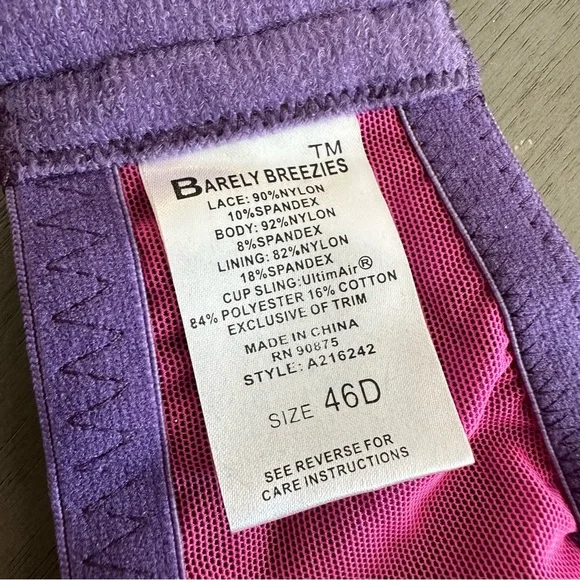 BARELY BREEZIES™
LACE: 90%NYLON
10%SPANDEX
BODY: 92%NYLON
8%SPANDEX
LINING: 82%NYLON
18%SPANDEX
CUP SLING:UltimAir®
84% POLYESTER 16% COTTON
EXCLUSIVE OF TRIM
MADE IN CHINA
RN 90875
STYLE: A216242
SIZE 46D
SEE REVERSE FOR
CARE INSTRUCTIONS